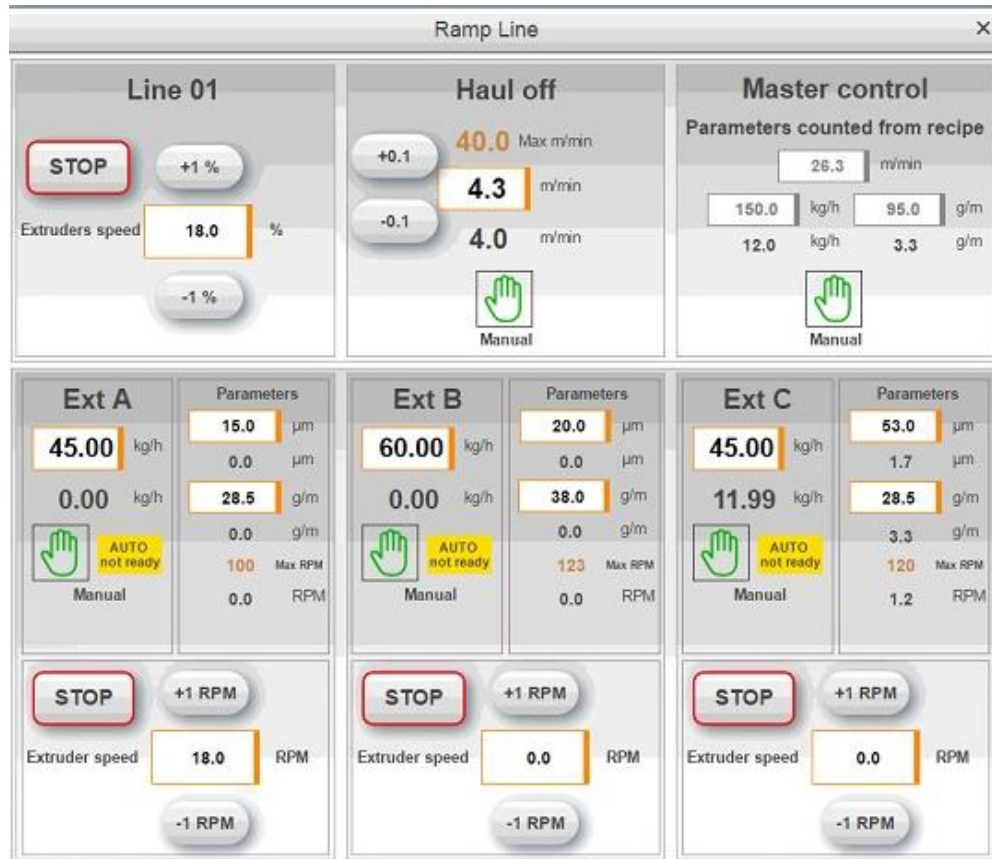 Ramp Line ×
Line 01
STOP
+1 %
Extruders speed 18.0 %
-1 %
Haul off
40.0 Max m/min
+0.1
4.3 m/min
-0.1
4.0 m/min
Manual
Master control
Parameters counted from recipe
26.3 m/min
150.0 kg/h 95.0 g/m
12.0 kg/h 3.3 g/m
Manual
Ext A
45.00 kg/h
0.00 kg/h
AUTO
not ready
Manual
Parameters
15.0 µm
0.0 µm
28.5 g/m
0.0 g/m
100 Max RPM
0.0 RPM
Ext B
60.00 kg/h
0.00 kg/h
AUTO
not ready
Manual
Parameters
20.0 µm
0.0 µm
38.0 g/m
0.0 g/m
123 Max RPM
0.0 RPM
Ext C
45.00 kg/h
11.99 kg/h
AUTO
not ready
Manual
Parameters
53.0 µm
1.7 µm
28.5 g/m
3.3 g/m
120 Max RPM
1.2 RPM
STOP
+1 RPM
Extruder speed 18.0 RPM
-1 RPM
STOP
+1 RPM
Extruder speed 0.0 RPM
-1 RPM
STOP
+1 RPM
Extruder speed 0.0 RPM
-1 RPM